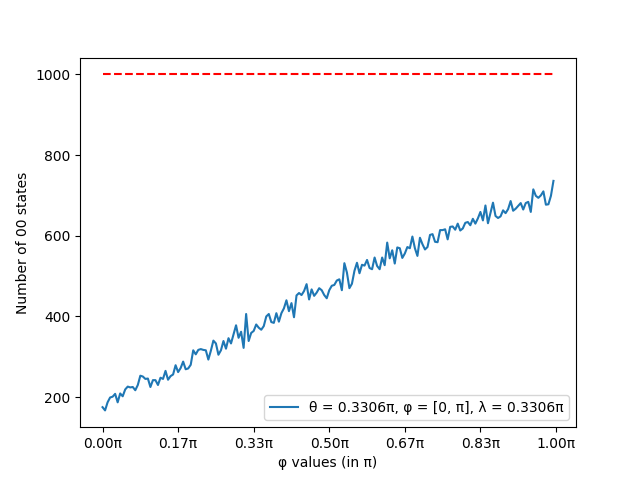 1000
800
600
400
200
Number of 00 states
θ = 0.3306π, φ = [0, π], λ = 0.3306π
0.00π 0.17π 0.33π 0.50π 0.67π 0.83π 1.00π
φ values (in π)